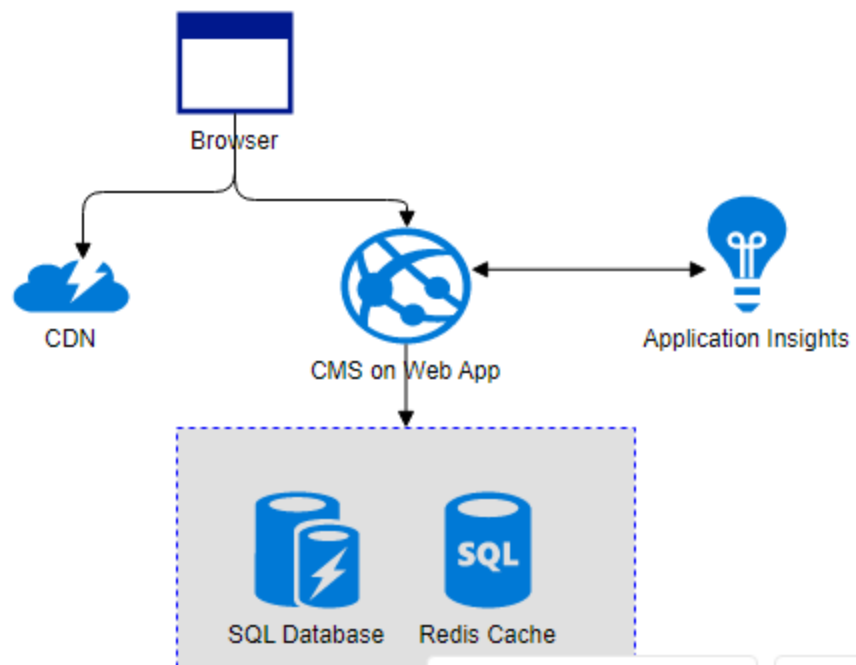 Browser
CDN
Application Insights
CMS on Web App
SQL
SQL Database
Redis Cache